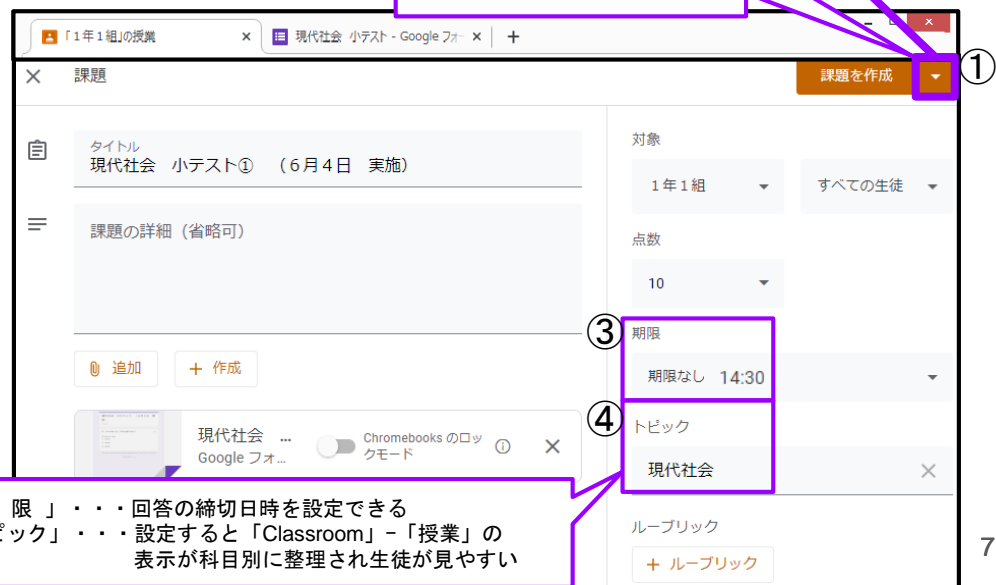 「1年1組」の授業
現代社会 小テスト - Google フォ
課題
課題を作成
①
タイトル
現代社会 小テスト① （6月4日 実施）
課題の詳細（省略可）
追加
+ 作成
現代社会 ...
Google フォ...
Chromebooks のロッ
クモード
対象
1年1組
すべての生徒
点数
10
③
期限
期限なし 14:30
④
トピック
現代社会
ルーブリック
+ ルーブリック
限 」・・・回答の締切日時を設定できる
ピック」・・・設定すると「Classroom」-「授業」の
表示が科目別に整理され生徒が見やすい
7